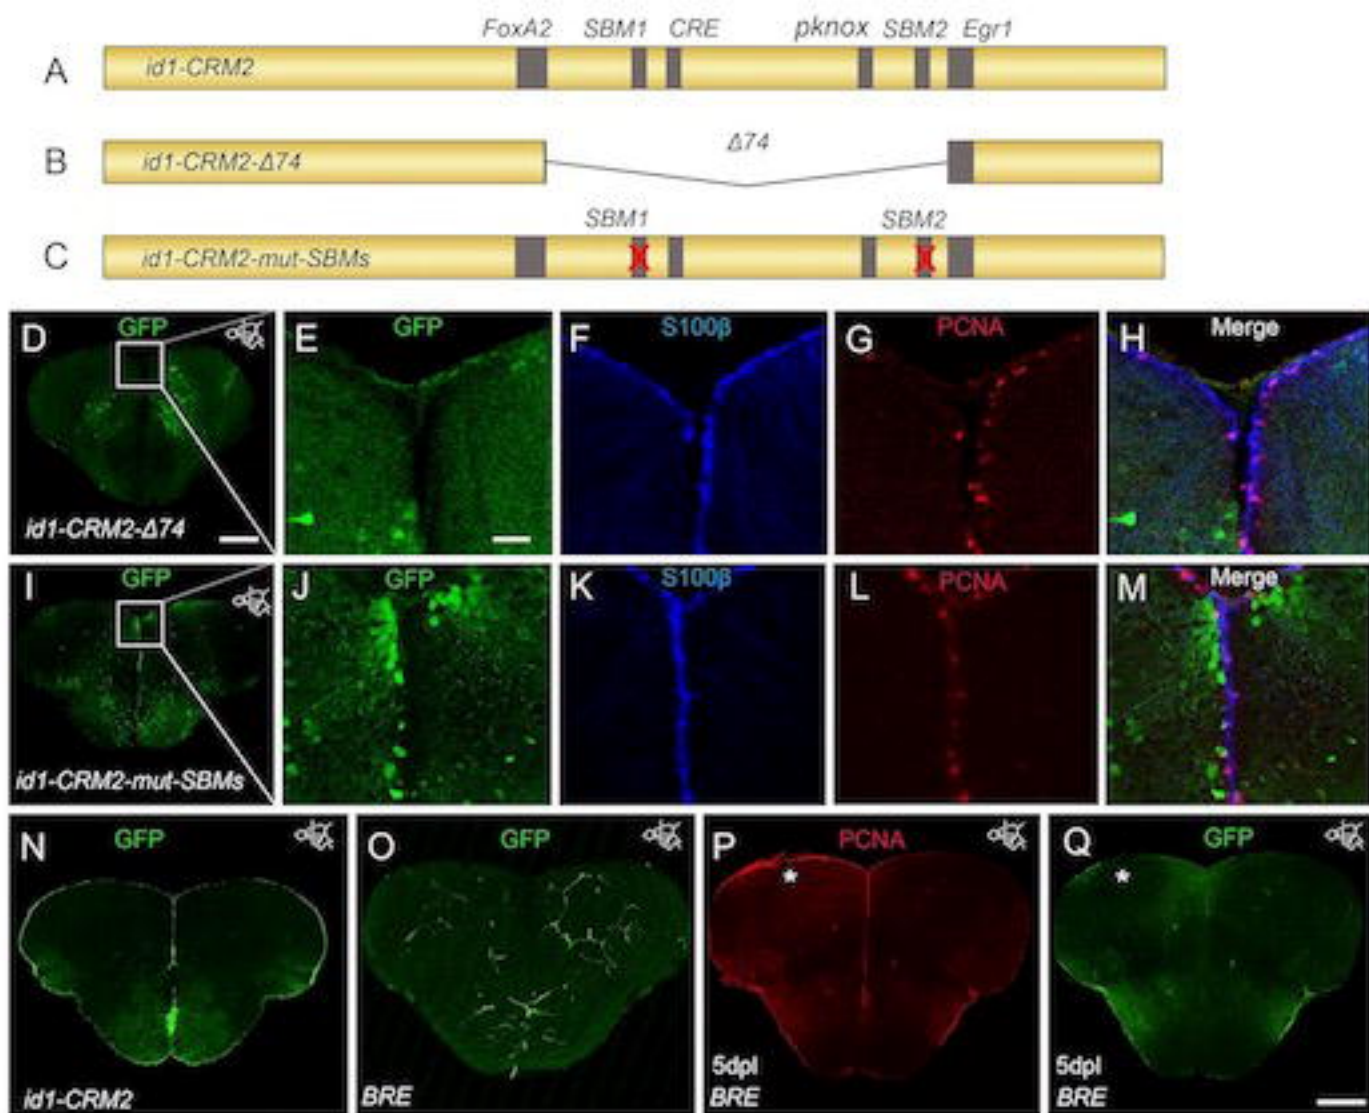 FoxA2 SBM1 CRE pknox SBM2 Egr1
A id1-CRM2
Δ74
B id1-CRM2-Δ74
SBM1 SBM2
C id1-CRM2-mut-SBMs
D GFP E GFP F S100β G PCNA H Merge
id1-CRM2-Δ74
I GFP J GFP K S100β L PCNA M Merge
id1-CRM2-mut-SBMs
N GFP O GFP P PCNA Q GFP
5dpl 5dpl
id1-CRM2 BRE BRE BRE